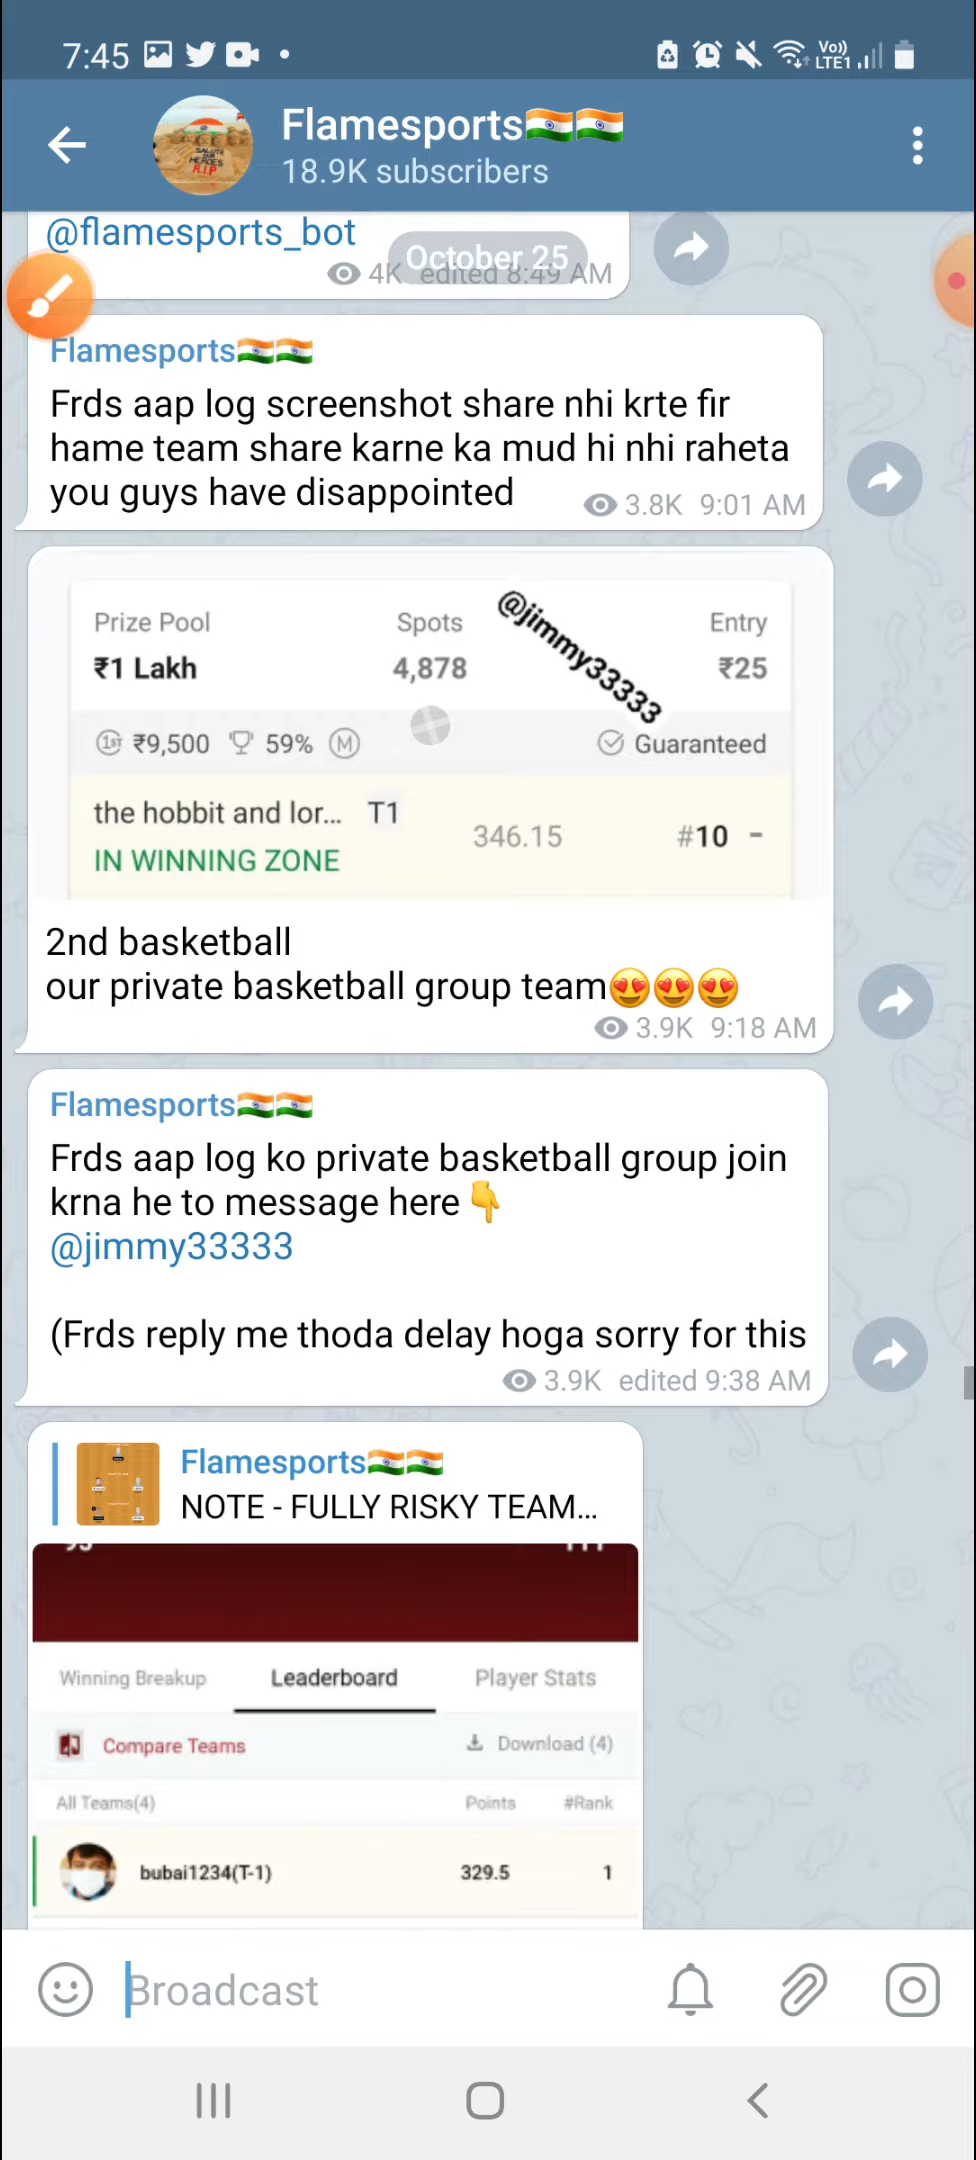 7:45
Vo))
LTE1
Flamesports🇮🇳🇮🇳
18.9K subscribers
SALUTE
OUR
HEROES
R.I.P
@flamesports_bot
October 25
4K edited 8:49 AM
Flamesports🇮🇳🇮🇳
Frds aap log screenshot share nhi krte fir
hame team share karne ka mud hi nhi raheta
you guys have disappointed
3.8K 9:01 AM
Prize Pool Spots Entry
@jimmy33333
₹1 Lakh 4,878 ₹25
1ST ₹9,500 59% M Guaranteed
the hobbit and lor... T1
346.15 #10 -
IN WINNING ZONE
2nd basketball
our private basketball group team😍😍😍
3.9K 9:18 AM
Flamesports🇮🇳🇮🇳
Frds aap log ko private basketball group join
krna he to message here 👇
@jimmy33333
(Frds reply me thoda delay hoga sorry for this
3.9K edited 9:38 AM
Flamesports🇮🇳🇮🇳
NOTE - FULLY RISKY TEAM...
Winning Breakup Leaderboard Player Stats
Compare Teams Download (4)
All Teams(4) Points #Rank
bubai1234(T-1) 329.5 1
Broadcast